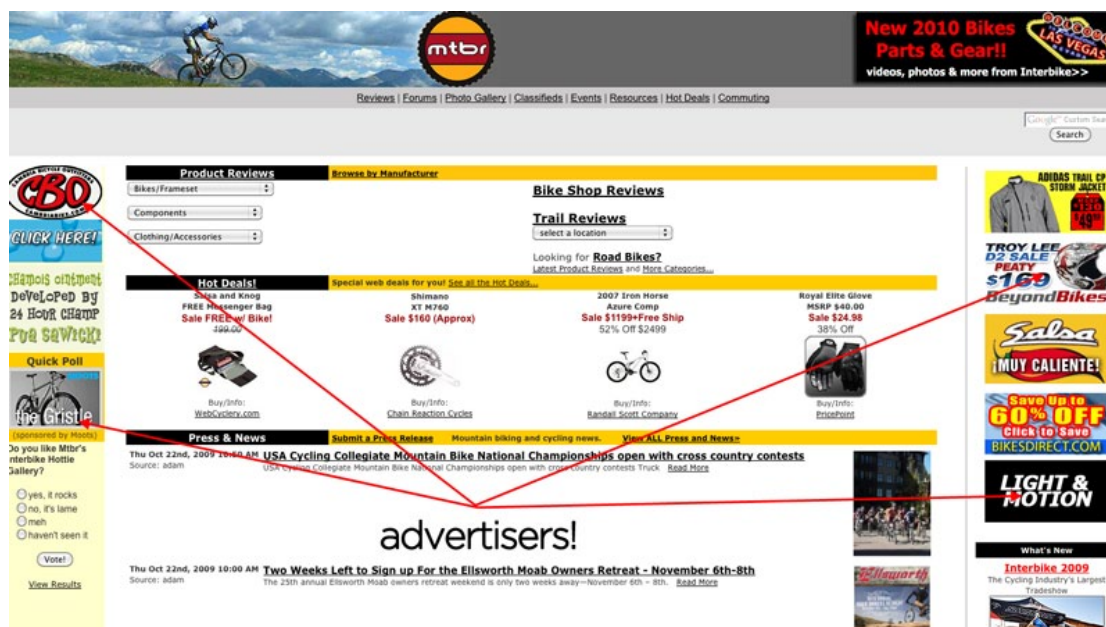 mtbr
New 2010 Bikes
Parts & Gear!!
videos, photos & more from Interbike>>
LAS VEGAS
Reviews | Forums | Photo Gallery | Classifieds | Events | Resources | Hot Deals | Commuting
Google™ Custom Sear
Search
CBO
CLICK HERE!
CHamois ointment
DeveLoPeD By
24 HouR CHamp
Quick Poll
MOOTS
the Gristle
(sponsored by Moots)
Do you like Mtbr's
Interbike Hottie
Gallery?
yes, it rocks
no, it's lame
meh
haven't seen it
Vote!
View Results
Product Reviews
Browse by Manufacturer
Bikes/Frameset
Components
Clothing/Accessories
Bike Shop Reviews
Trail Reviews
select a location
Looking for Road Bikes?
Latest Product Reviews and More Categories...
Hot Deals!
Special web deals for you! See all the Hot Deals...
Salsa and Knog
FREE Messenger Bag
Sale FREE w/ Bike!
199.00
Buy/Info:
WebCyclery.com
Shimano
XT M760
Sale $160 (Approx)
Buy/Info:
Chain Reaction Cycles
2007 Iron Horse
Azure Comp
Sale $1199+Free Ship
52% Off $2499
Buy/Info:
Randall Scott Company
Royal Elite Glove
MSRP $40.00
Sale $24.98
38% Off
Buy/Info:
PricePoint
Press & News
Submit a Press Release
Mountain biking and cycling news.
View ALL Press and News»
Thu Oct 22nd, 2009 10:50 AM USA Cycling Collegiate Mountain Bike National Championships open with cross country contests
Source: adam
USA Cycling Collegiate Mountain Bike National Championships open with cross country contests Truck Read More
advertisers!
Thu Oct 22nd, 2009 10:00 AM Two Weeks Left to Sign up For the Ellsworth Moab Owners Retreat - November 6th-8th
Source: adam
The 25th annual Ellsworth Moab owners retreat weekend is only two weeks away—November 6th – 8th. Read More
Ellsworth
ADIDAS TRAIL CP
STORM JACKET
TROY LEE
D2 SALE
PEATY
$169
BeyondBikes
Salsa
¡MUY CALIENTE!
Save Up to
60% OFF
Click to Save
BIKESDIRECT.COM
LIGHT &
MOTION
What's New
Interbike 2009
The Cycling Industry's Largest
Tradeshow